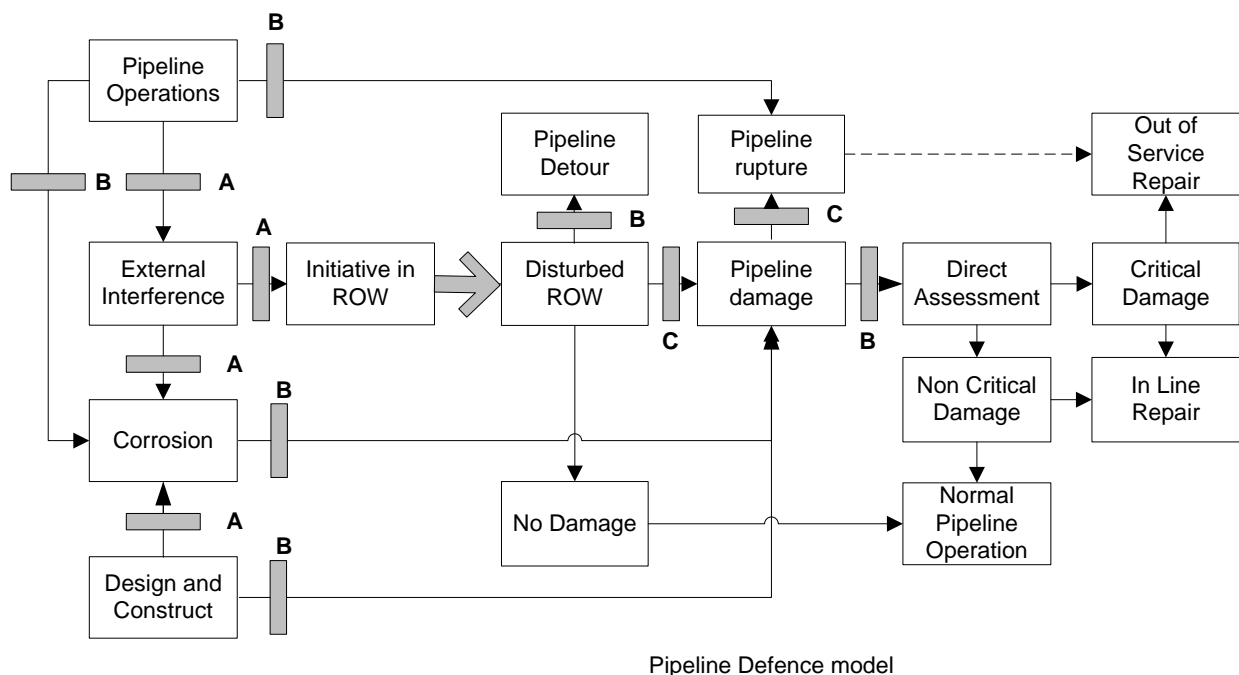 B
Pipeline
Operations
Pipeline
Detour
Pipeline
rupture
Out of
Service
Repair
B
A
B
C
A
External
Interference
Initiative in
ROW
Disturbed
ROW
Pipeline
damage
Direct
Assessment
Critical
Damage
C
B
A
B
Non Critical
Damage
In Line
Repair
Corrosion
No Damage
Normal
Pipeline
Operation
A
B
Design and
Construct
Pipeline Defence model